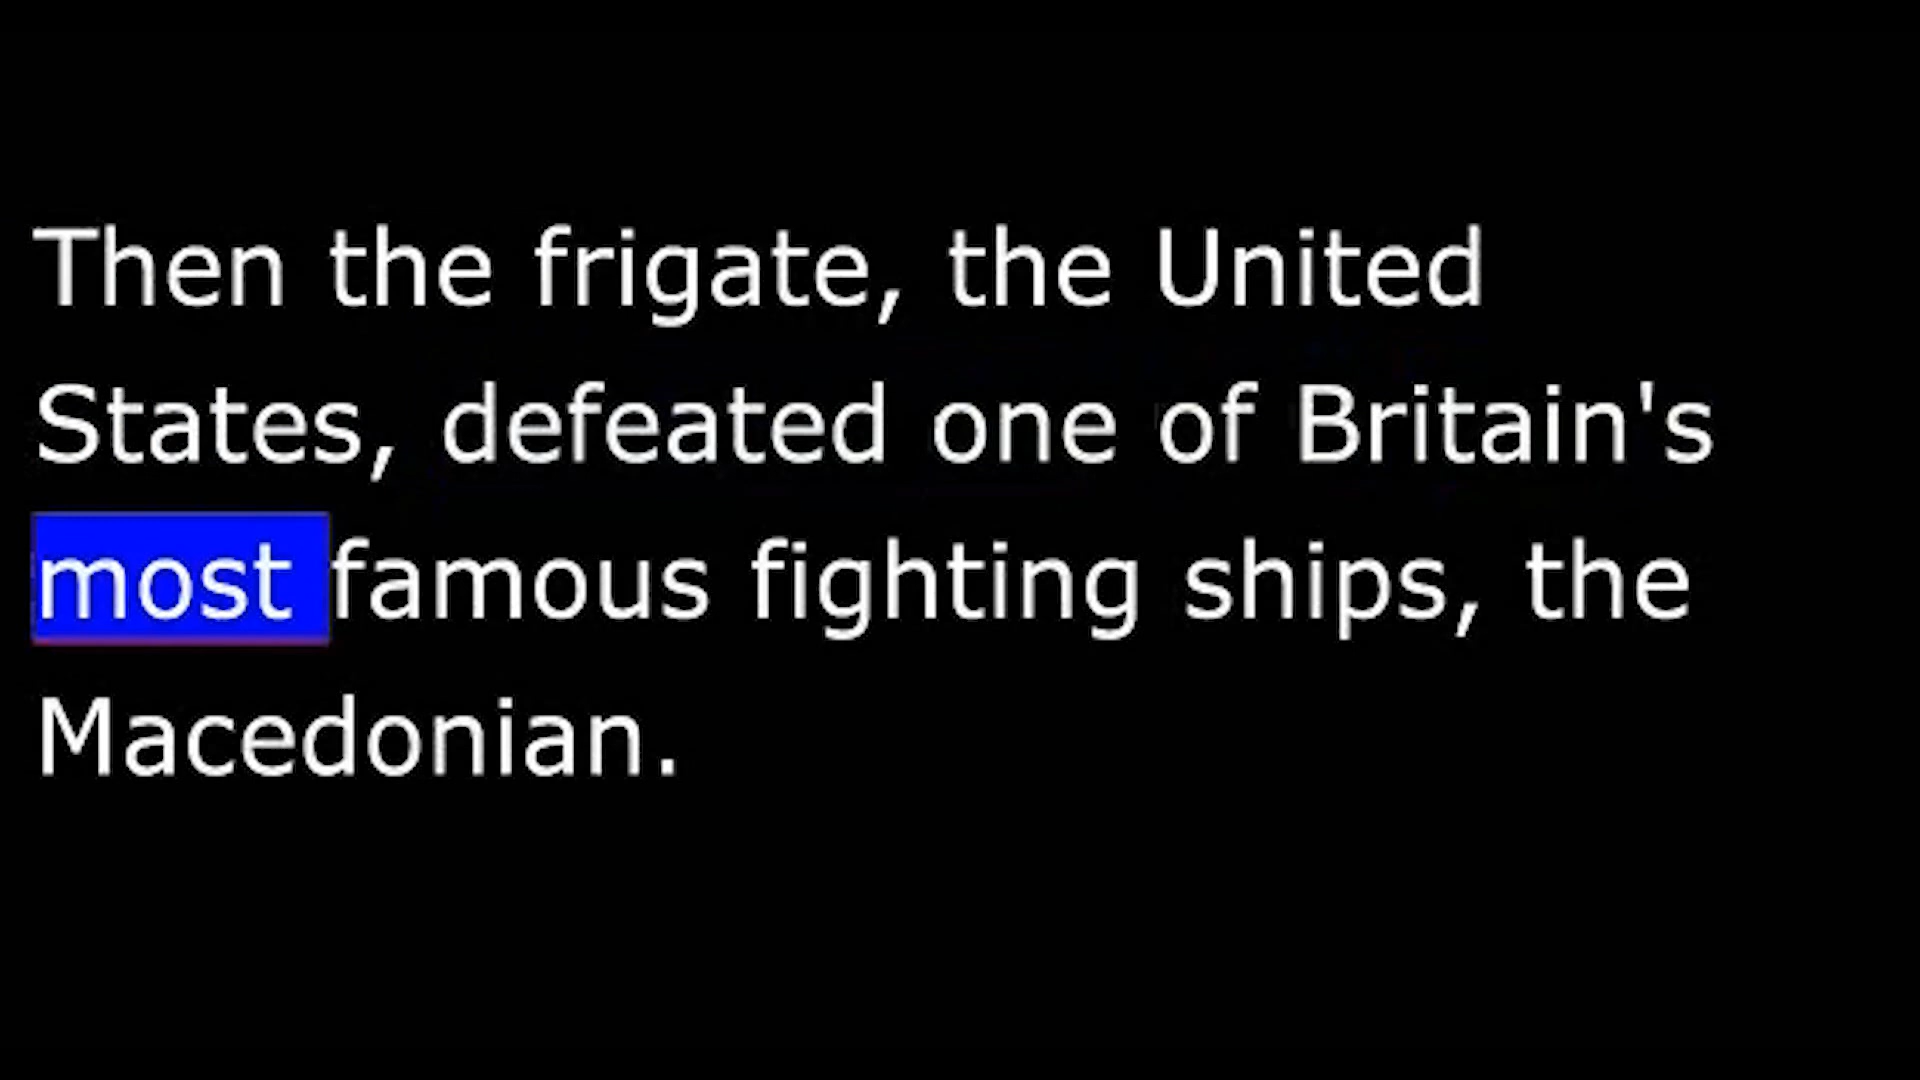 Then the frigate, the United
States, defeated one of Britain's
most famous fighting ships, the
Macedonian.